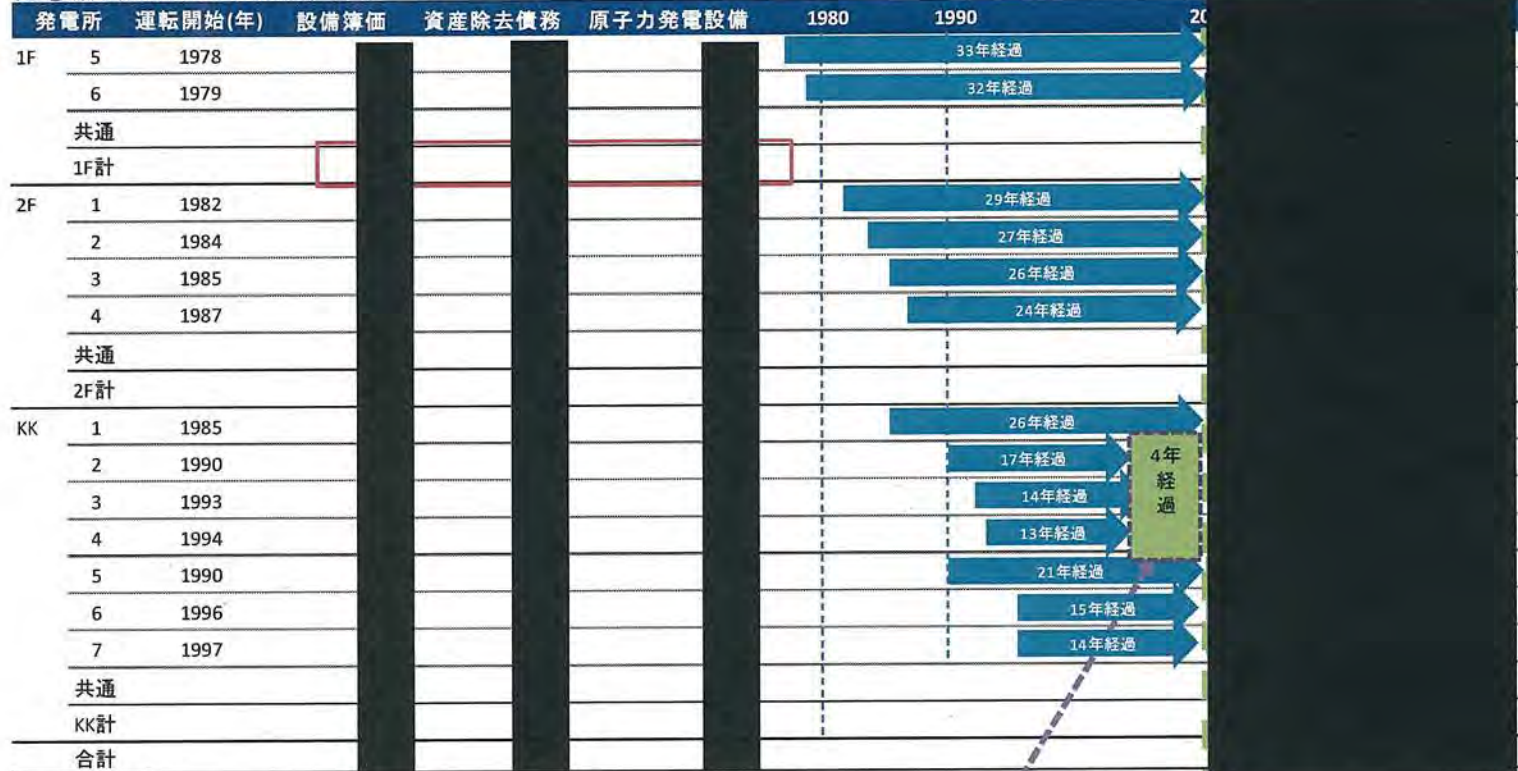 発電所 運転開始(年) 設備簿価 資産除去債務 原子力発電設備 1980 1990 20
1F 5 1978 33年経過
6 1979 32年経過
共通
1F計
2F 1 1982 29年経過
2 1984 27年経過
3 1985 26年経過
4 1987 24年経過
共通
2F計
KK 1 1985 26年経過
2 1990 17年経過 4年
経
過
3 1993 14年経過
4 1994 13年経過
5 1990 21年経過
6 1996 15年経過
7 1997 14年経過
共通
KK計
合計